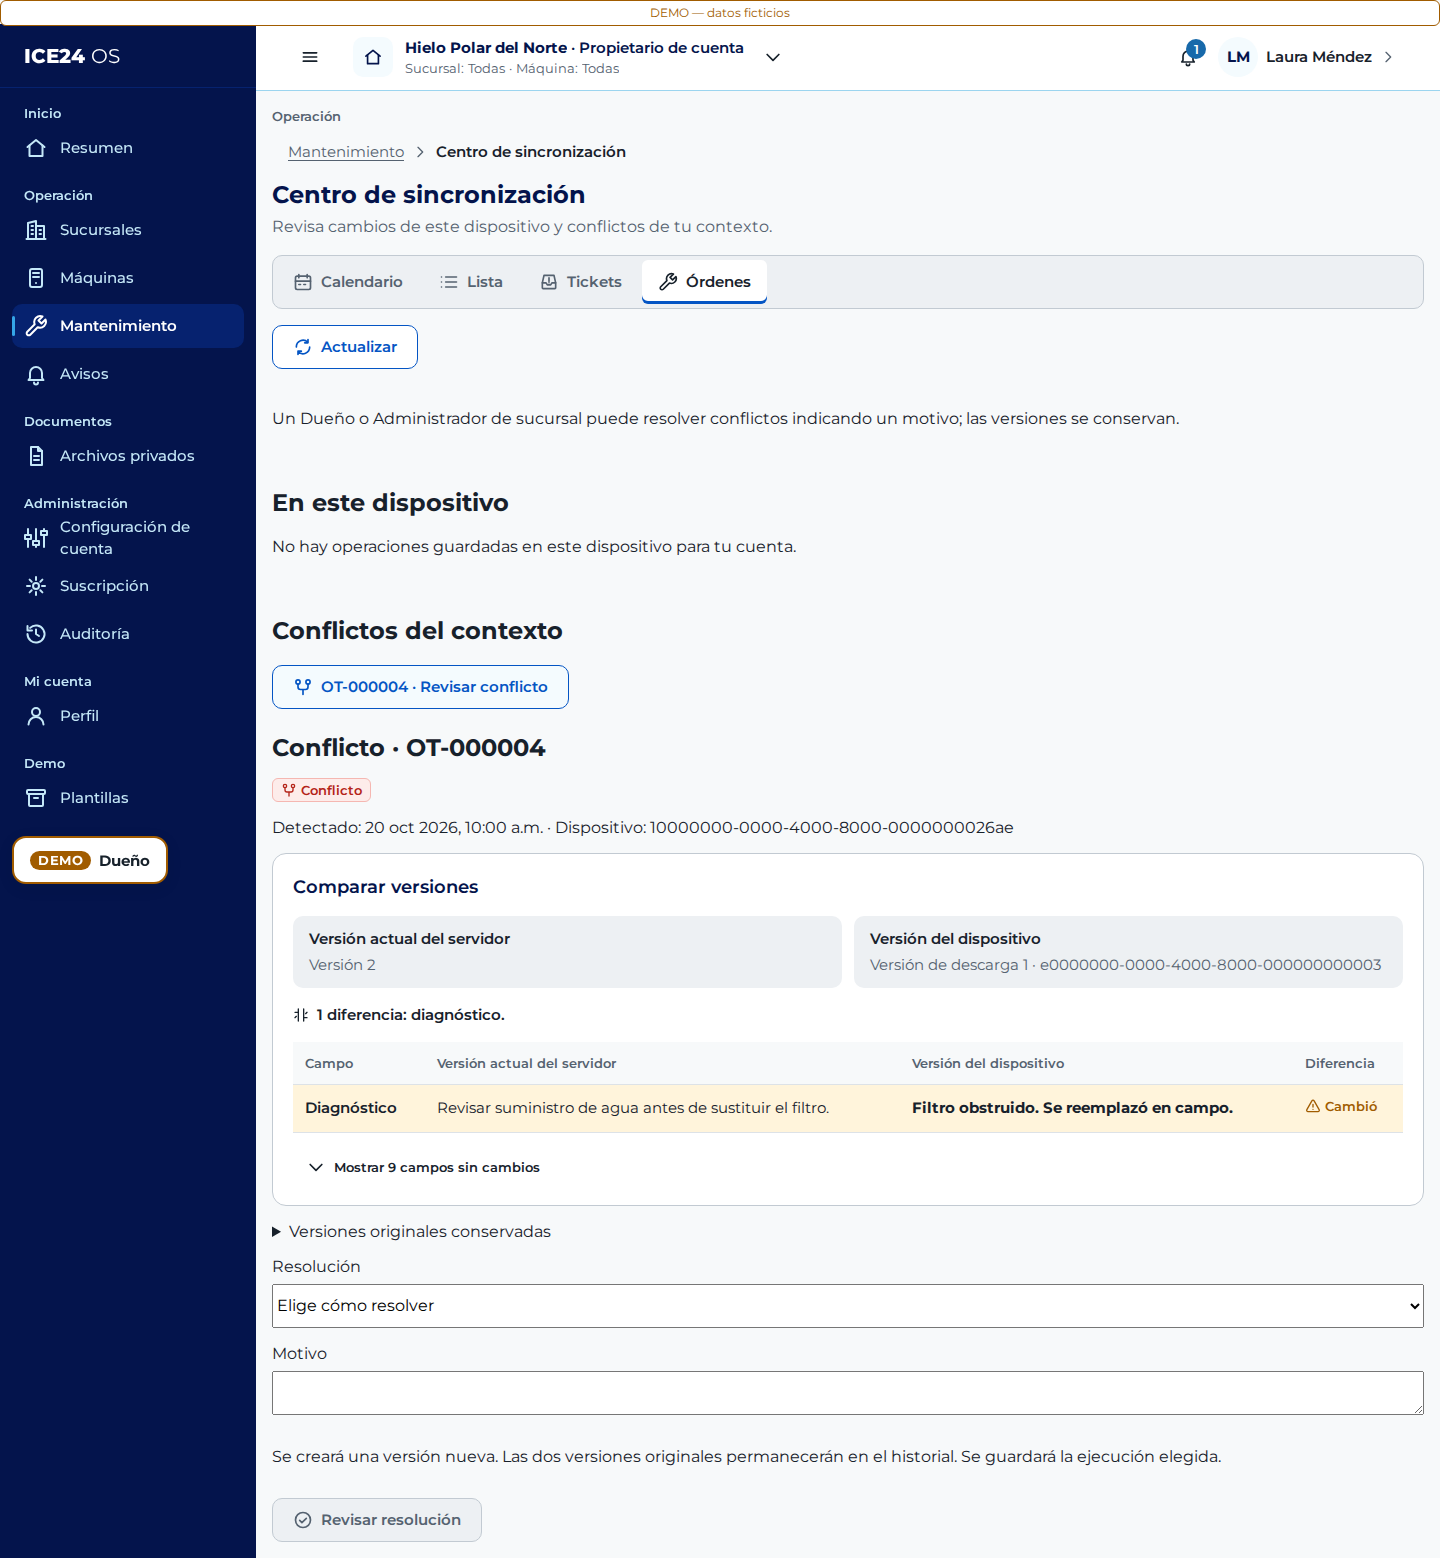 DEMO — datos ficticios
ICE24 OS
Inicio
Resumen
Operación
Sucursales
Máquinas
Mantenimiento
Avisos
Documentos
Archivos privados
Administración
Configuración de
cuenta
Suscripción
Auditoría
Mi cuenta
Perfil
Demo
Plantillas
DEMO Dueño
Hielo Polar del Norte · Propietario de cuenta
Sucursal: Todas · Máquina: Todas
1
LM Laura Méndez
Operación
Mantenimiento > Centro de sincronización
Centro de sincronización
Revisa cambios de este dispositivo y conflictos de tu contexto.
Calendario Lista Tickets Órdenes
Actualizar
Un Dueño o Administrador de sucursal puede resolver conflictos indicando un motivo; las versiones se conservan.
En este dispositivo
No hay operaciones guardadas en este dispositivo para tu cuenta.
Conflictos del contexto
OT-000004 · Revisar conflicto
Conflicto · OT-000004
Conflicto
Detectado: 20 oct 2026, 10:00 a.m. · Dispositivo: 10000000-0000-4000-8000-0000000026ae
Comparar versiones
Versión actual del servidor
Versión 2
Versión del dispositivo
Versión de descarga 1 · e0000000-0000-4000-8000-000000000003
1 diferencia: diagnóstico.
Campo Versión actual del servidor Versión del dispositivo Diferencia
Diagnóstico Revisar suministro de agua antes de sustituir el filtro. Filtro obstruido. Se reemplazó en campo. Cambió
Mostrar 9 campos sin cambios
Versiones originales conservadas
Resolución
Elige cómo resolver
Motivo
Se creará una versión nueva. Las dos versiones originales permanecerán en el historial. Se guardará la ejecución elegida.
Revisar resolución